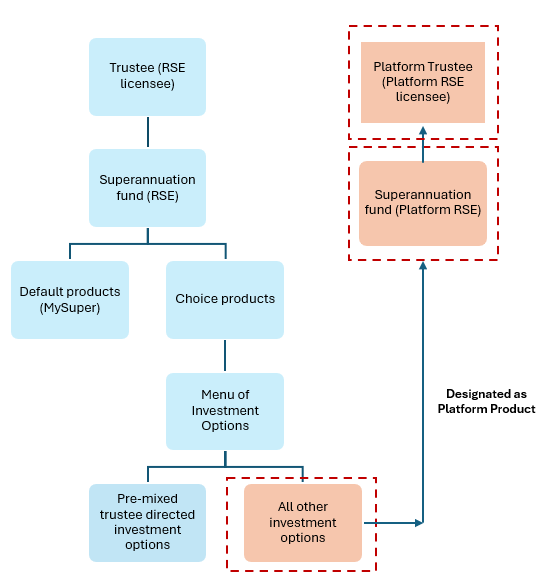 Trustee (RSE
licensee)
Superannuation
fund (RSE)
Default products
(MySuper)
Choice products
Menu of
Investment
Options
Pre-mixed
trustee directed
investment
options
All other
investment
options
Platform Trustee
(Platform RSE
licensee)
Superannuation
fund (Platform RSE)
Designated as
Platform Product